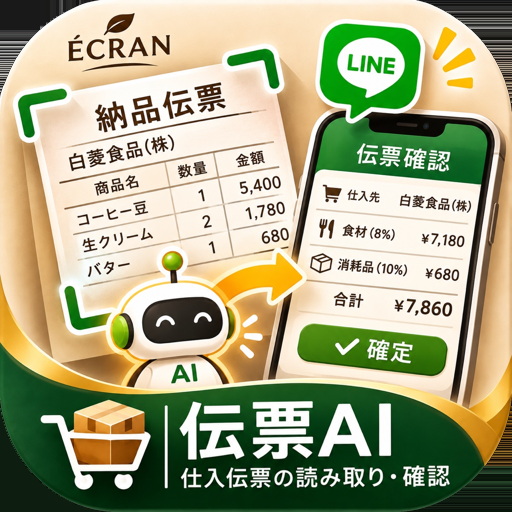 ÉCRAN
納品伝票
白菱食品(株)
商品名 数量 金額
コーヒー豆 1 5,400
生クリーム 2 1,780
バター 1 680
LINE
伝票確認
仕入先 白菱食品(株)
食材(8%) ¥7,180
消耗品(10%) ¥680
合計 ¥7,860
確定
AI
伝票AI
仕入伝票の読み取り・確認